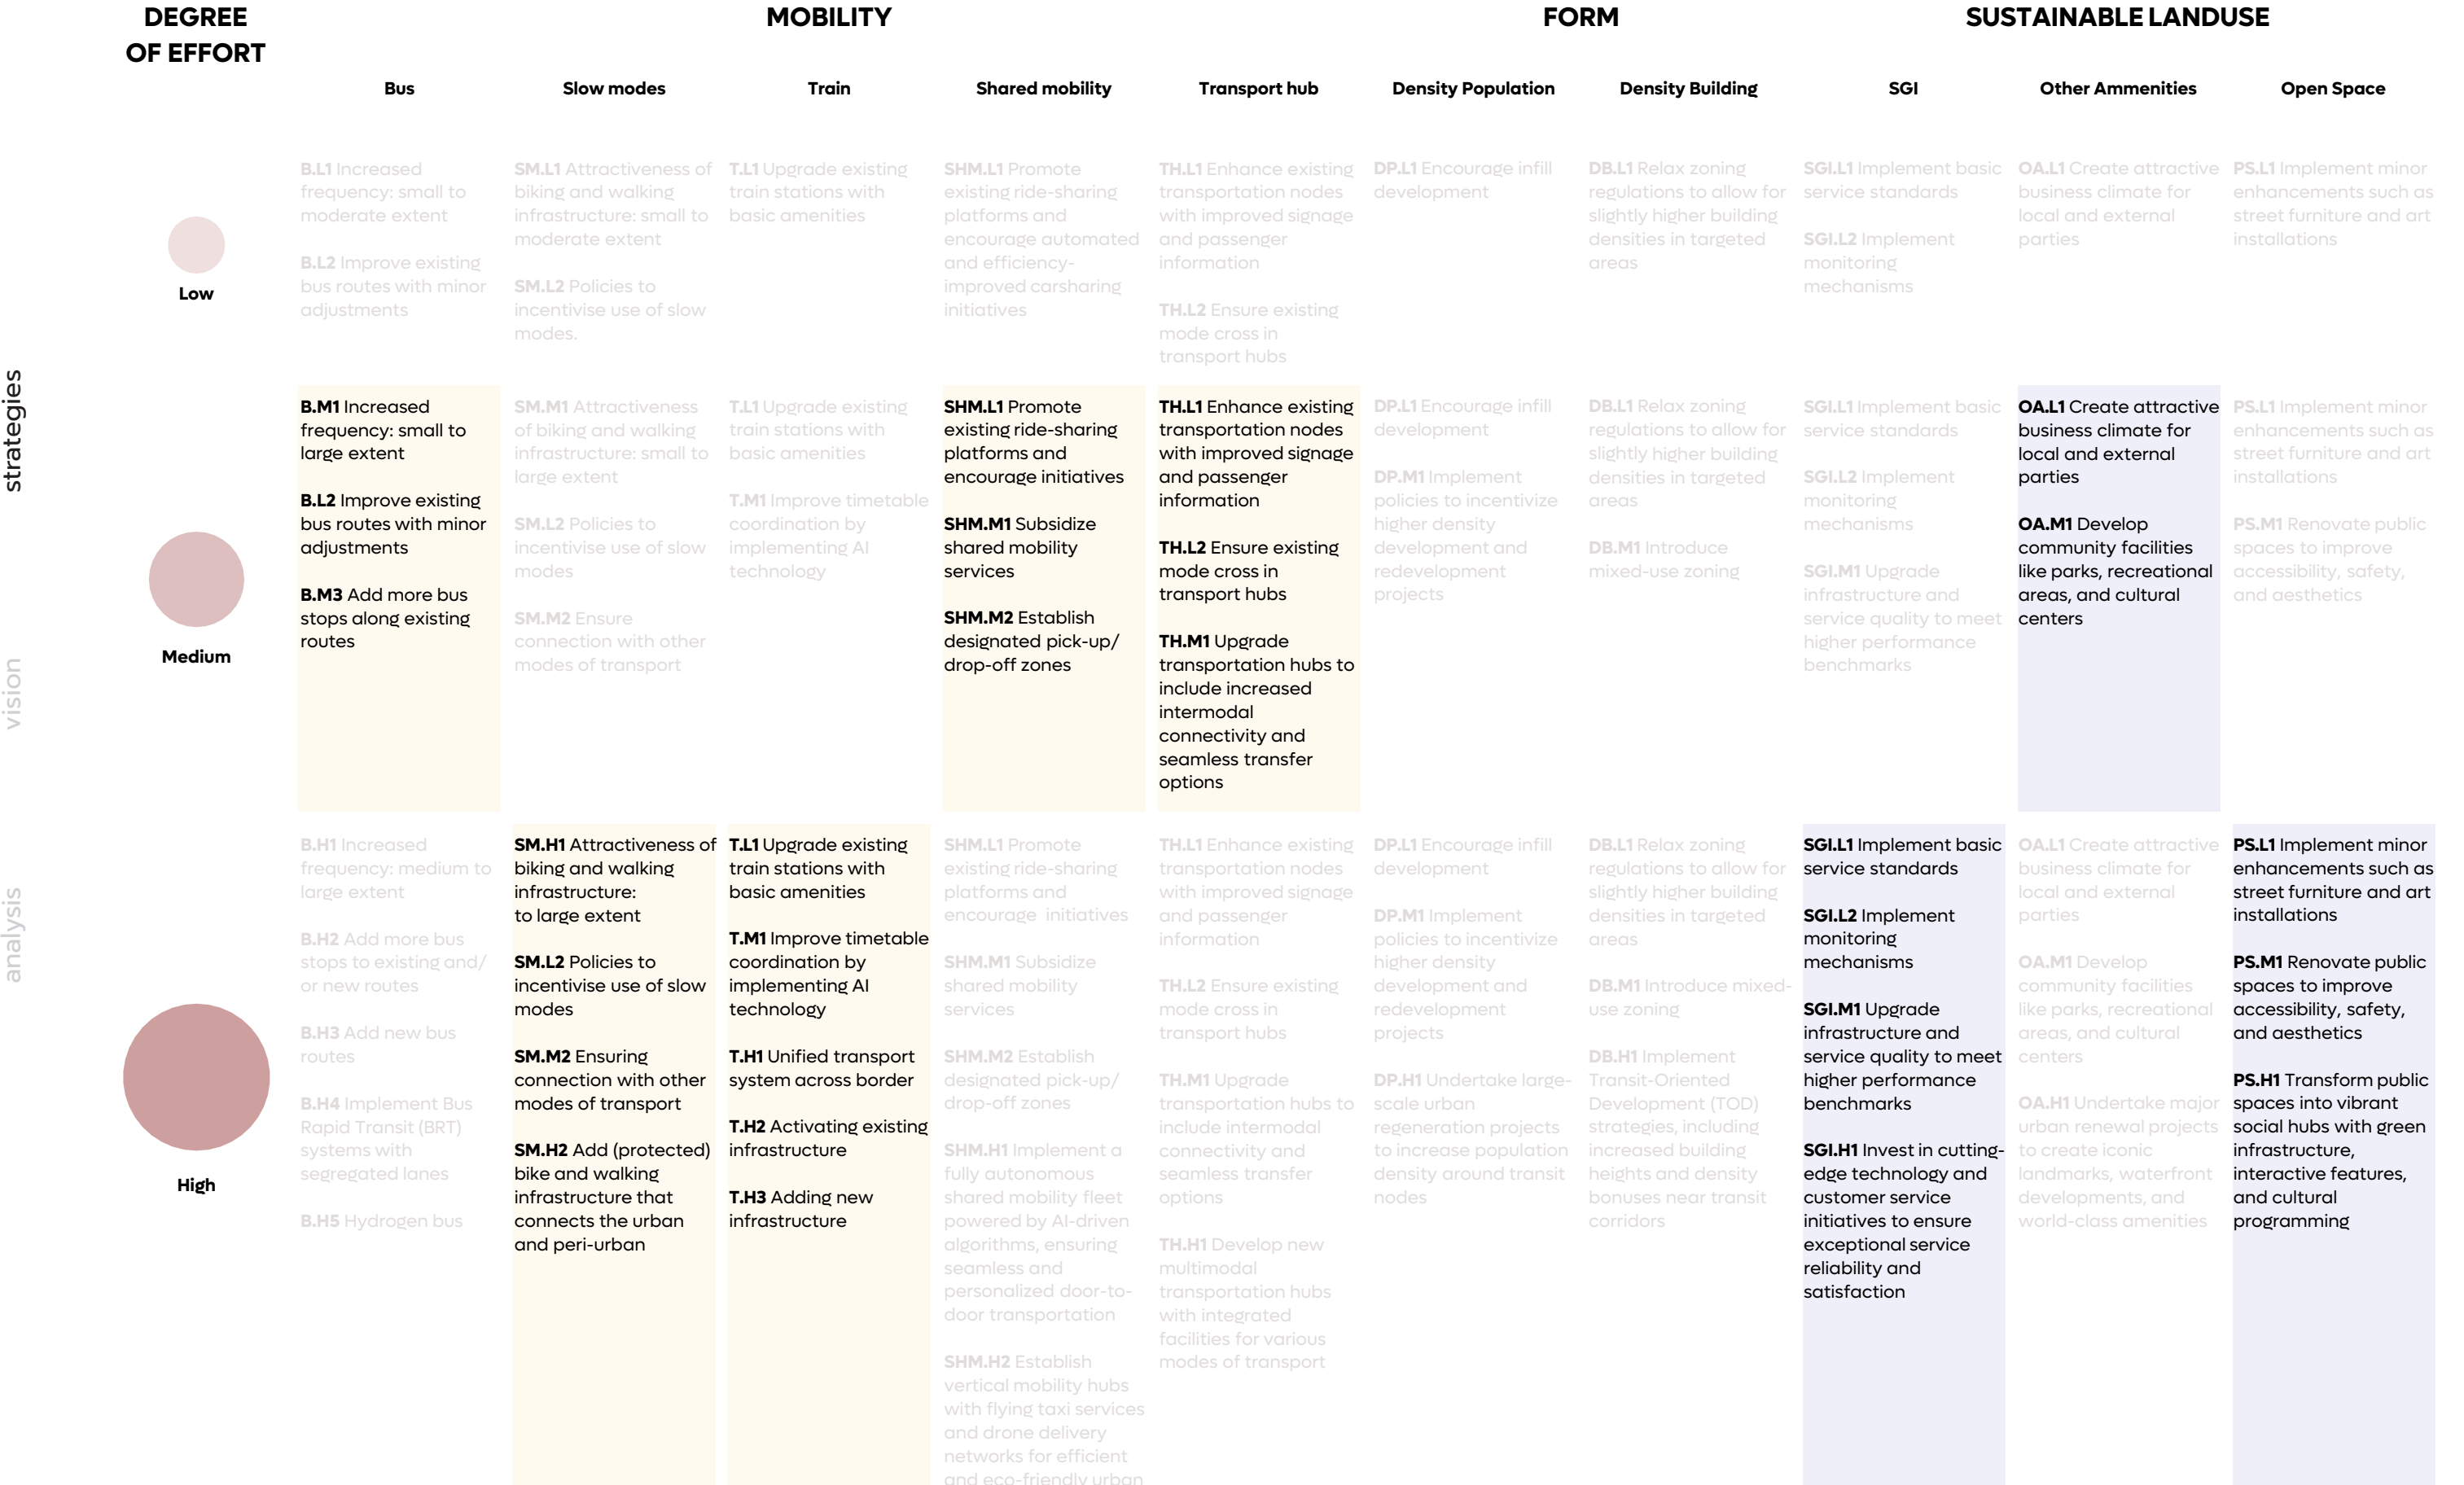 DEGREE
OF EFFORT
MOBILITY
FORM
SUSTAINABLE LANDUSE
Bus
Slow modes
Train
Shared mobility
Transport hub
Density Population
Density Building
SGI
Other Ammenities
Open Space
strategies
vision
analysis
Low
B.L1 Increased
frequency: small to
moderate extent
B.L2 Improve existing
bus routes with minor
adjustments
SM.L1 Attractiveness of
biking and walking
infrastructure: small to
moderate extent
SM.L2 Policies to
incentivise use of slow
modes.
T.L1 Upgrade existing
train stations with
basic amenities
SHM.L1 Promote
existing ride-sharing
platforms and
encourage automated
and efficiency-
improved carsharing
initiatives
TH.L1 Enhance existing
transportation nodes
with improved signage
and passenger
information
TH.L2 Ensure existing
mode cross in
transport hubs
DP.L1 Encourage infill
development
DB.L1 Relax zoning
regulations to allow for
slightly higher building
densities in targeted
areas
SGI.L1 Implement basic
service standards
SGI.L2 Implement
monitoring
mechanisms
OA.L1 Create attractive
business climate for
local and external
parties
PS.L1 Implement minor
enhancements such as
street furniture and art
installations
Medium
B.M1 Increased
frequency: small to
large extent
B.L2 Improve existing
bus routes with minor
adjustments
B.M3 Add more bus
stops along existing
routes
SM.M1 Attractiveness
of biking and walking
infrastructure: small to
large extent
SM.L2 Policies to
incentivise use of slow
modes
SM.M2 Ensure
connection with other
modes of transport
T.L1 Upgrade existing
train stations with
basic amenities
T.M1 Improve timetable
coordination by
implementing AI
technology
SHM.L1 Promote
existing ride-sharing
platforms and
encourage initiatives
SHM.M1 Subsidize
shared mobility
services
SHM.M2 Establish
designated pick-up/
drop-off zones
TH.L1 Enhance existing
transportation nodes
with improved signage
and passenger
information
TH.L2 Ensure existing
mode cross in
transport hubs
TH.M1 Upgrade
transportation hubs to
include increased
intermodal
connectivity and
seamless transfer
options
DP.L1 Encourage infill
development
DP.M1 Implement
policies to incentivize
higher density
development and
redevelopment
projects
DB.L1 Relax zoning
regulations to allow for
slightly higher building
densities in targeted
areas
DB.M1 Introduce
mixed-use zoning
SGI.L1 Implement basic
service standards
SGI.L2 Implement
monitoring
mechanisms
SGI.M1 Upgrade
infrastructure and
service quality to meet
higher performance
benchmarks
OA.L1 Create attractive
business climate for
local and external
parties
OA.M1 Develop
community facilities
like parks, recreational
areas, and cultural
centers
PS.L1 Implement minor
enhancements such as
street furniture and art
installations
PS.M1 Renovate public
spaces to improve
accessibility, safety,
and aesthetics
High
B.H1 Increased
frequency: medium to
large extent
B.H2 Add more bus
stops to existing and/
or new routes
B.H3 Add new bus
routes
B.H4 Implement Bus
Rapid Transit (BRT)
systems with
segregated lanes
B.H5 Hydrogen bus
SM.H1 Attractiveness of
biking and walking
infrastructure:
to large extent
SM.L2 Policies to
incentivise use of slow
modes
SM.M2 Ensuring
connection with other
modes of transport
SM.H2 Add (protected)
bike and walking
infrastructure that
connects the urban
and peri-urban
T.L1 Upgrade existing
train stations with
basic amenities
T.M1 Improve timetable
coordination by
implementing AI
technology
T.H1 Unified transport
system across border
T.H2 Activating existing
infrastructure
T.H3 Adding new
infrastructure
SHM.L1 Promote
existing ride-sharing
platforms and
encourage initiatives
SHM.M1 Subsidize
shared mobility
services
SHM.M2 Establish
designated pick-up/
drop-off zones
SHM.H1 Implement a
fully autonomous
shared mobility fleet
powered by AI-driven
algorithms, ensuring
seamless and
personalized door-to-
door transportation
SHM.H2 Establish
vertical mobility hubs
with flying taxi services
and drone delivery
networks for efficient
and eco-friendly urban
TH.L1 Enhance existing
transportation nodes
with improved signage
and passenger
information
TH.L2 Ensure existing
mode cross in
transport hubs
TH.M1 Upgrade
transportation hubs to
include intermodal
connectivity and
seamless transfer
options
TH.H1 Develop new
multimodal
transportation hubs
with integrated
facilities for various
modes of transport
DP.L1 Encourage infill
development
DP.M1 Implement
policies to incentivize
higher density
development and
redevelopment
projects
DP.H1 Undertake large-
scale urban
regeneration projects
to increase population
density around transit
nodes
DB.L1 Relax zoning
regulations to allow for
slightly higher building
densities in targeted
areas
DB.M1 Introduce mixed-
use zoning
DB.H1 Implement
Transit-Oriented
Development (TOD)
strategies, including
increased building
heights and density
bonuses near transit
corridors
SGI.L1 Implement basic
service standards
SGI.L2 Implement
monitoring
mechanisms
SGI.M1 Upgrade
infrastructure and
service quality to meet
higher performance
benchmarks
SGI.H1 Invest in cutting-
edge technology and
customer service
initiatives to ensure
exceptional service
reliability and
satisfaction
OA.L1 Create attractive
business climate for
local and external
parties
OA.M1 Develop
community facilities
like parks, recreational
areas, and cultural
centers
OA.H1 Undertake major
urban renewal projects
to create iconic
landmarks, waterfront
developments, and
world-class amenities
PS.L1 Implement minor
enhancements such as
street furniture and art
installations
PS.M1 Renovate public
spaces to improve
accessibility, safety,
and aesthetics
PS.H1 Transform public
spaces into vibrant
social hubs with green
infrastructure,
interactive features,
and cultural
programming